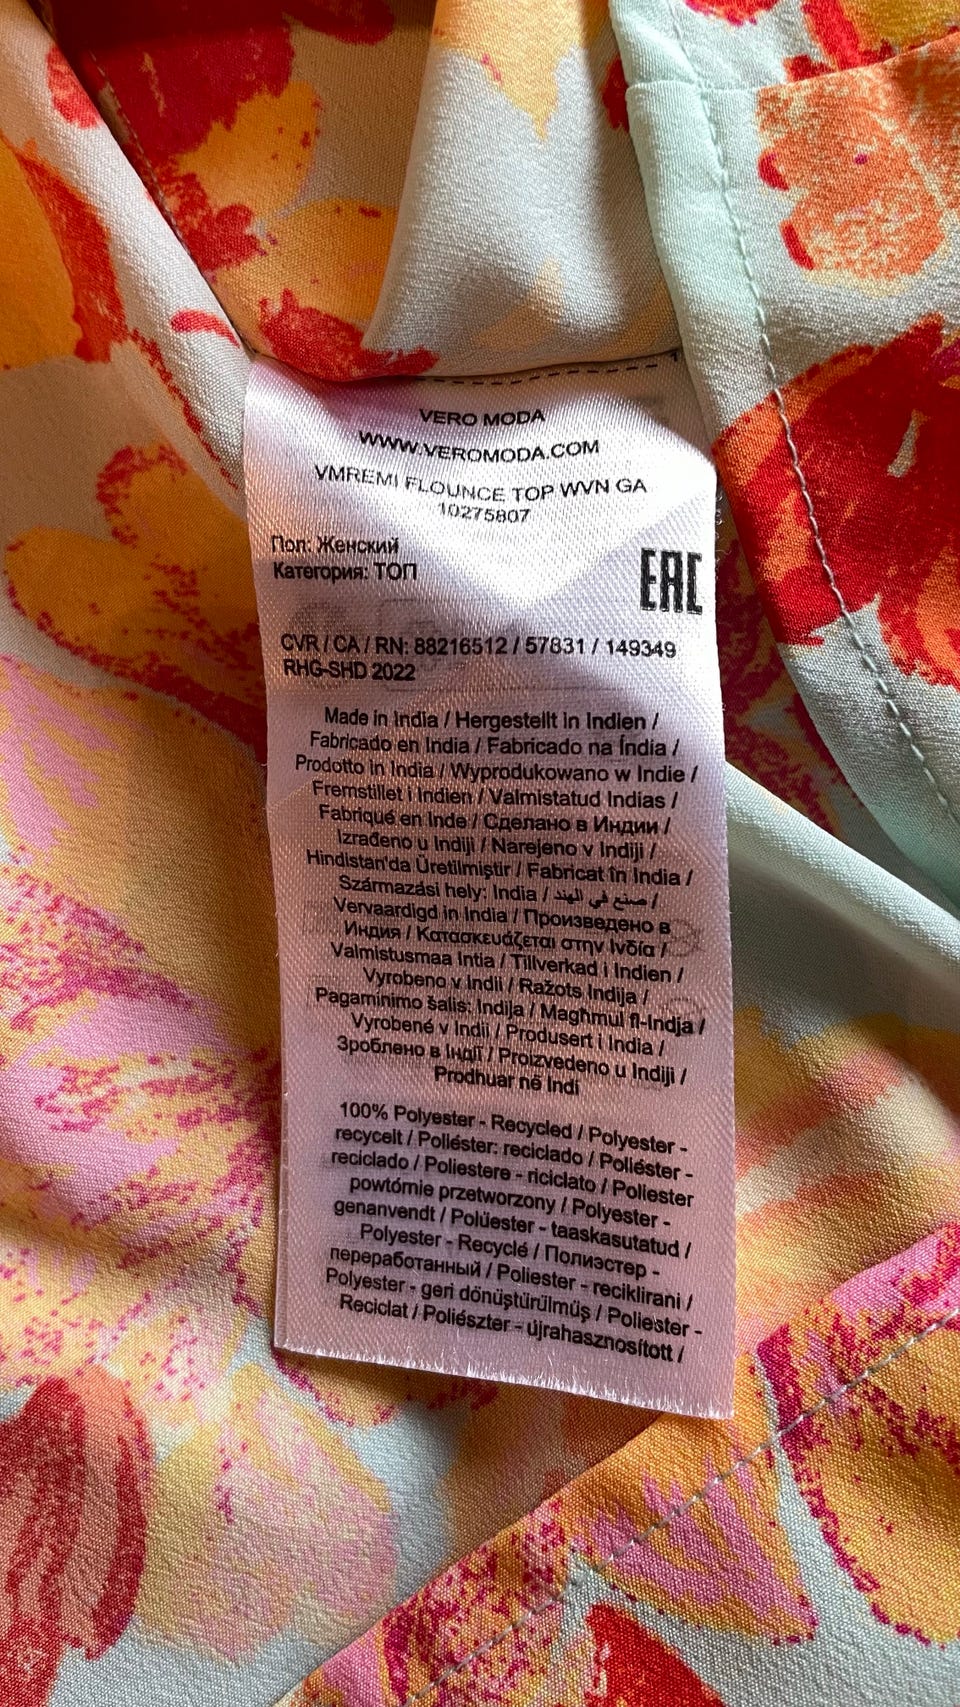 VERO MODA
WWW.VEROMODA.COM
VMREMI FLOUNCE TOP WVN GA
10275807
Пол: Женский
Категория: ТОП
EAC
CVR / CA / RN: 88216512 / 57831 / 149349
RHG-SHD 2022
Made in India / Hergestellt in Indien /
Fabricado en India / Fabricado na Índia /
Prodotto in India / Wyprodukowano w Indie /
Fremstillet i Indien / Valmistatud Indias /
Fabriqué en Inde / Сделано в Индии /
Izrađeno u Indiji / Narejeno v Indiji /
Hindistan'da Üretilmiştir / Fabricat în India /
Származási hely: India / صنع في الهند /
Vervaardigd in India / Произведено в
Индия / Κατασκευάζεται στην Ινδία /
Valmistusmaa Intia / Tillverkad i Indien /
Vyrobeno v Indii / Ražots Indija /
Pagaminimo šalis: Indija / Magħmul fl-Indja /
Vyrobené v Indii / Produsert i India /
Зроблено в Індії / Proizvedeno u Indiji /
Prodhuar në Indi
100% Polyester - Recycled / Polyester -
recycelt / Poliéster: reciclado / Poliéster -
reciclado / Poliestere - riciclato / Poliester
powtórnie przetworzony / Polyester -
genanvendt / Polüester - taaskasutatud /
Polyester - Recyclé / Полиэстер -
переработанный / Poliester - reciklirani /
Polyester - geri dönüştürülmüş / Poliester -
Reciclat / Poliészter - újrahasznosított /